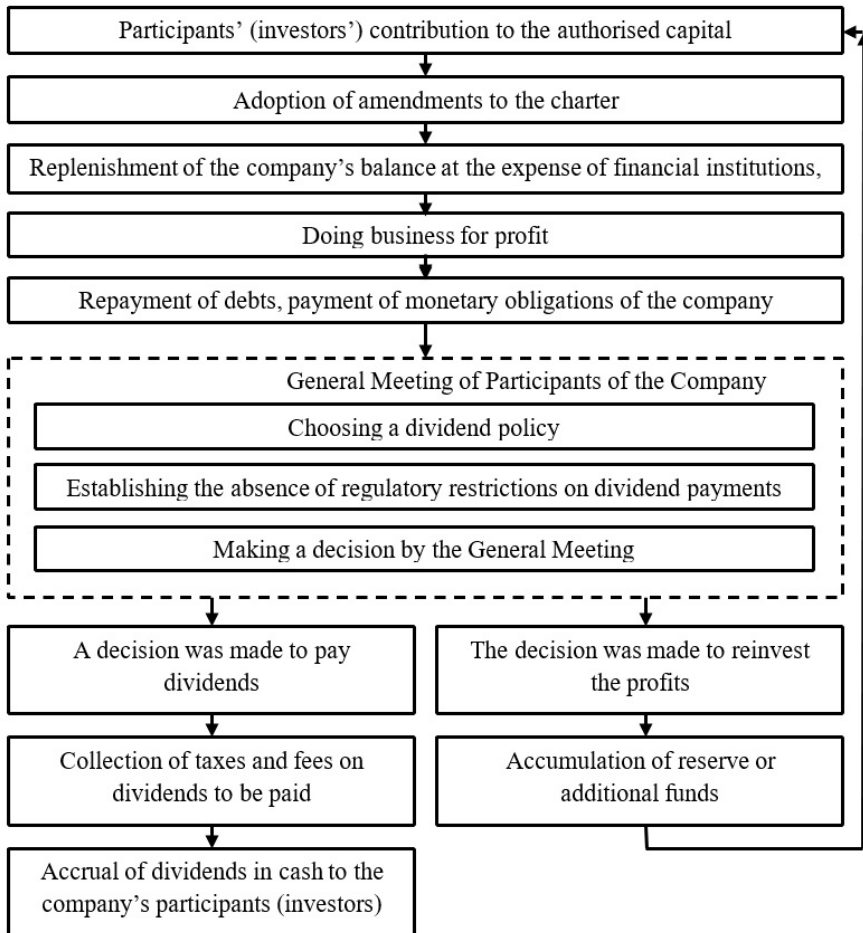 Participants’ (investors’) contribution to the authorised capital
Adoption of amendments to the charter
Replenishment of the company’s balance at the expense of financial institutions,
Doing business for profit
Repayment of debts, payment of monetary obligations of the company
General Meeting of Participants of the Company
Choosing a dividend policy
Establishing the absence of regulatory restrictions on dividend payments
Making a decision by the General Meeting
A decision was made to pay
dividends
The decision was made to reinvest
the profits
Collection of taxes and fees on
dividends to be paid
Accumulation of reserve or
additional funds
Accrual of dividends in cash to the
company’s participants (investors)